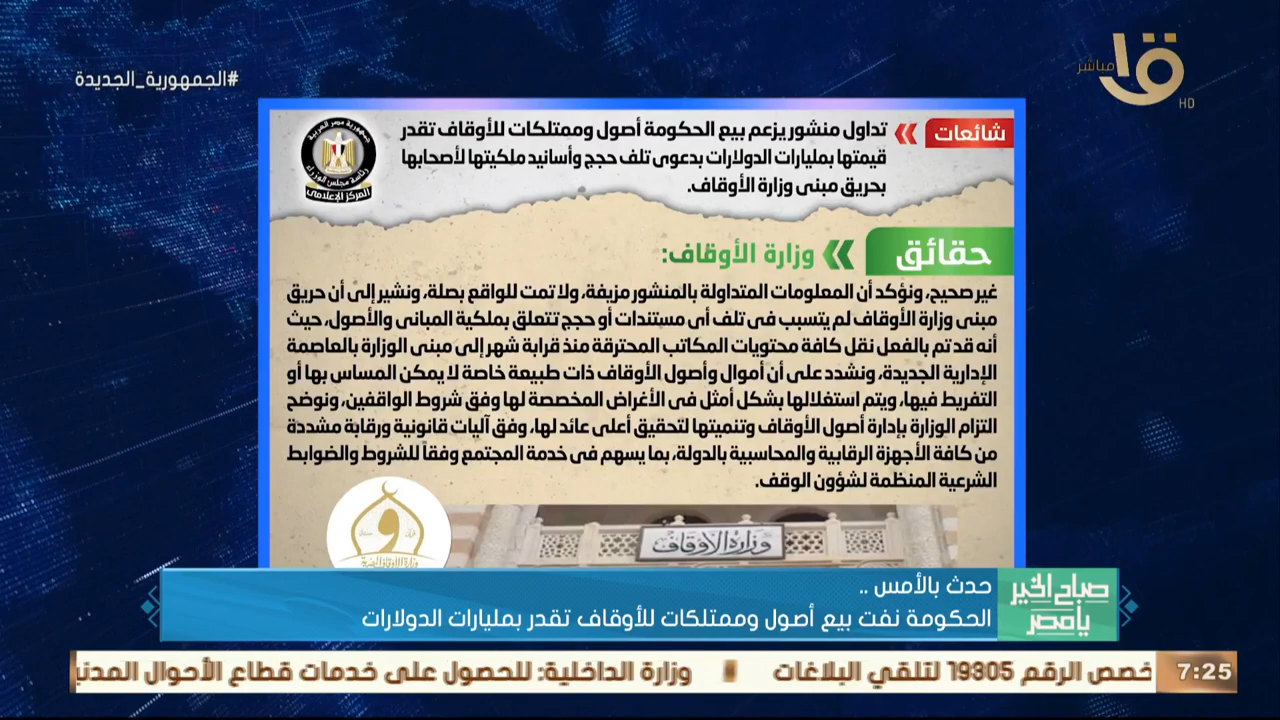 #الجمهورية_الجديدة
مباشر
HD
شائعات
تداول منشور يزعم بيع الحكومة أصول وممتلكات للأوقاف تقدر
قيمتها بمليارات الدولارات بدعوى تلف حجج وأسانيد ملكيتها لأصحابها
بحريق مبنى وزارة الأوقاف.
جمهورية مصر العربية
رئاسة مجلس الوزراء
المركز الإعلامى
حقائق
وزارة الأوقاف:
غير صحيح، ونؤكد أن المعلومات المتداولة بالمنشور مزيفة، ولا تمت للواقع بصلة، ونشير إلى أن حريق
مبنى وزارة الأوقاف لم يتسبب فى تلف أى مستندات أو حجج تتعلق بملكية المبانى والأصول، حيث
أنه قد تم بالفعل نقل كافة محتويات المكاتب المحترقة منذ قرابة شهر إلى مبنى الوزارة بالعاصمة
الإدارية الجديدة، ونشدد على أن أموال وأصول الأوقاف ذات طبيعة خاصة لا يمكن المساس بها أو
التفريط فيها، ويتم استغلالها بشكل أمثل فى الأغراض المخصصة لها وفق شروط الواقفين، ونوضح
التزام الوزارة بإدارة أصول الأوقاف وتنميتها لتحقيق أعلى عائد لها، وفق آليات قانونية ورقابة مشددة
من كافة الأجهزة الرقابية والمحاسبية بالدولة، بما يسهم فى خدمة المجتمع وفقاً للشروط والضوابط
الشرعية المنظمة لشؤون الوقف.
وزارة الأوقاف
صباح الخير
يا مصر
حدث بالأمس ..
الحكومة نفت بيع أصول وممتلكات للأوقاف تقدر بمليارات الدولارات
7:25
خصص الرقم 19805 لتلقي البلاغات
وزارة الداخلية: للحصول على خدمات قطاع الأحوال المدني